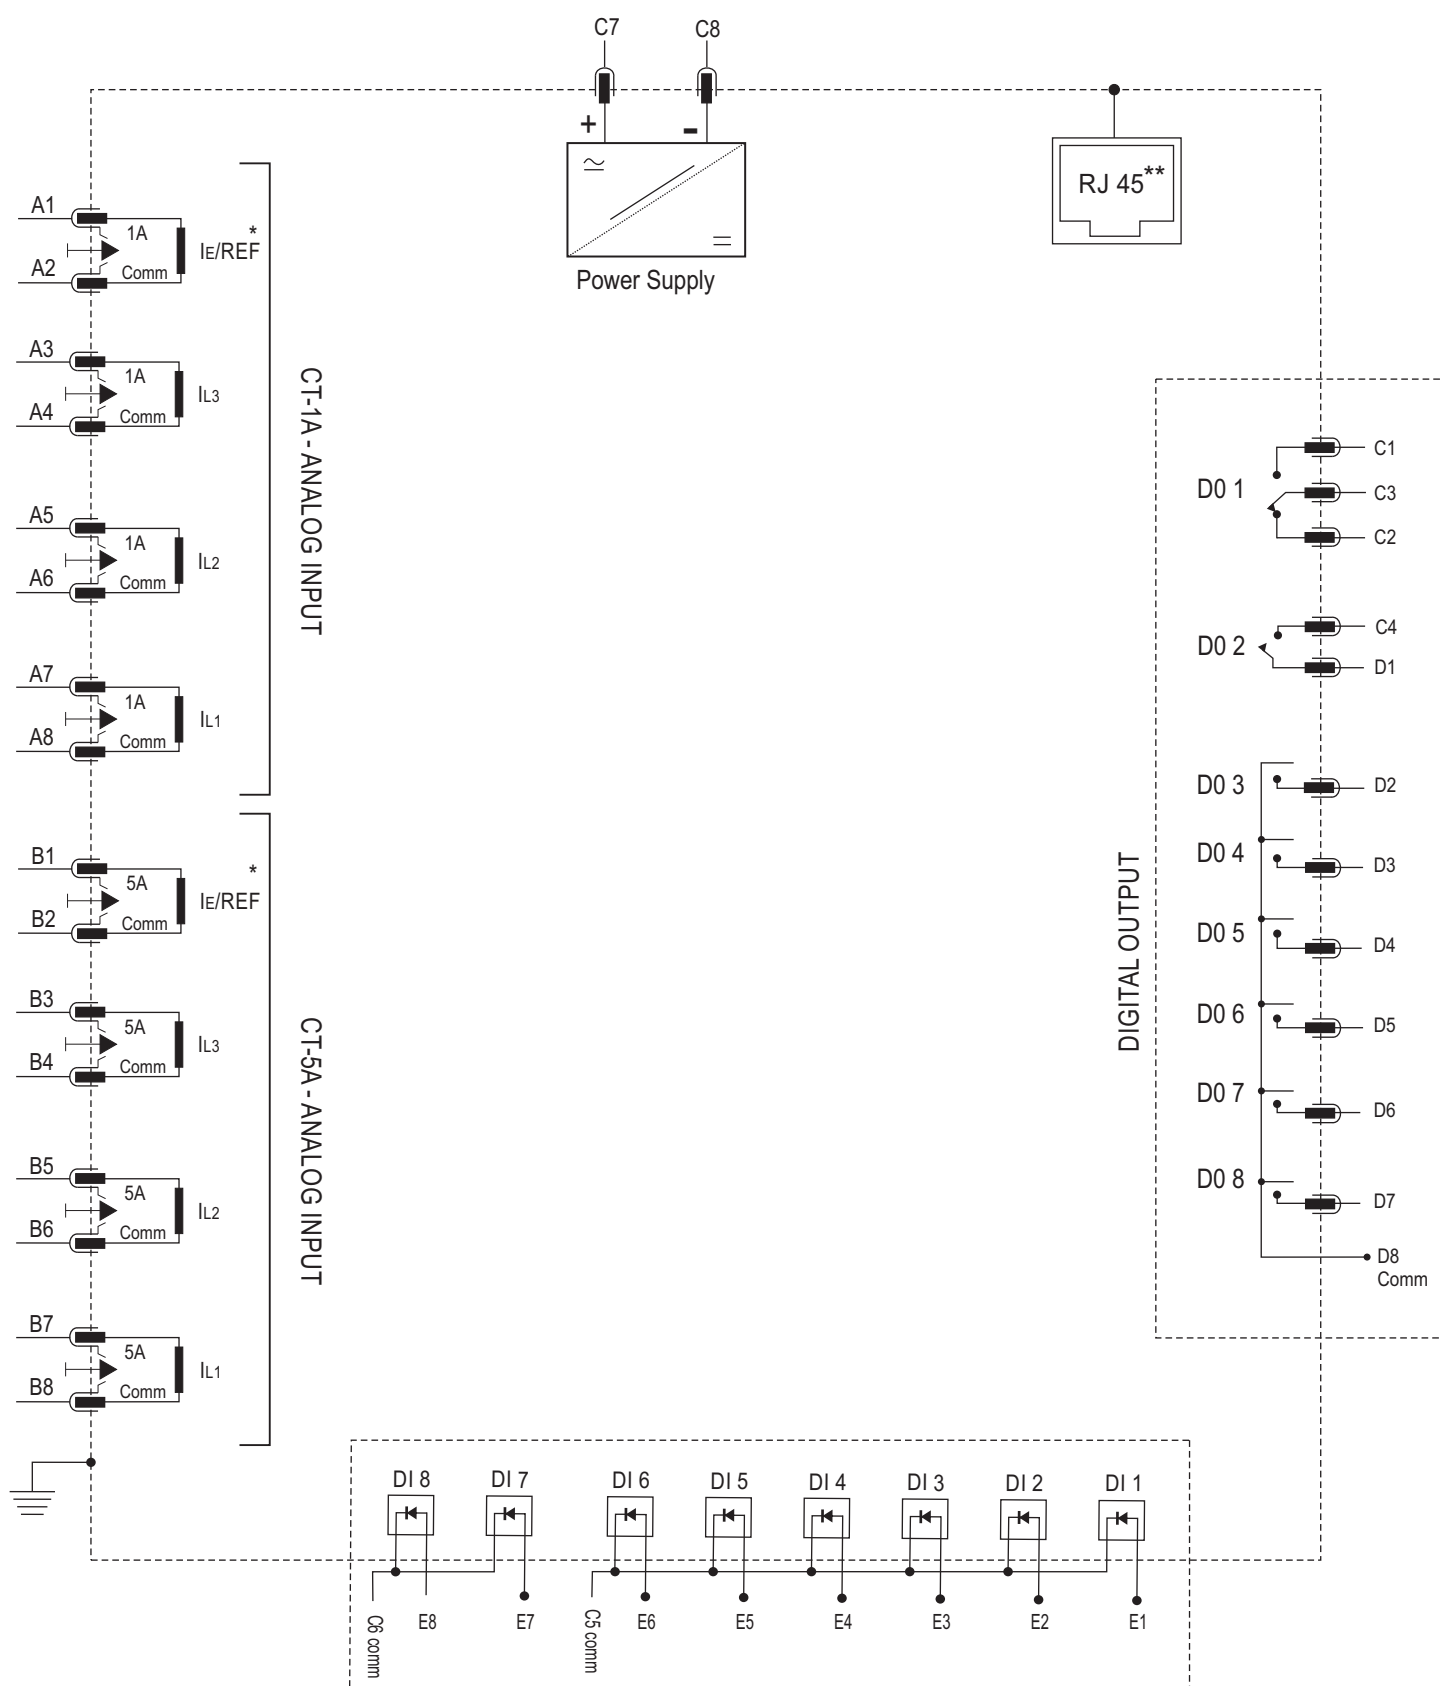 C7
C8
+
-
Power Supply
RJ 45**
A1
1A
IE/REF*
A2
Comm
A3
1A
IL3
A4
Comm
A5
1A
IL2
A6
Comm
A7
1A
IL1
A8
Comm
CT-1A - ANALOG INPUT
B1
5A
IE/REF*
B2
Comm
B3
5A
IL3
B4
Comm
B5
5A
IL2
B6
Comm
B7
5A
IL1
B8
Comm
CT-5A - ANALOG INPUT
DIGITAL OUTPUT
D0 1
C1
C3
C2
D0 2
C4
D1
D0 3
D2
D0 4
D3
D0 5
D4
D0 6
D5
D0 7
D6
D0 8
D7
D8
Comm
DI 8
DI 7
DI 6
DI 5
DI 4
DI 3
DI 2
DI 1
C6 comm
E8
E7
C5 comm
E6
E5
E4
E3
E2
E1